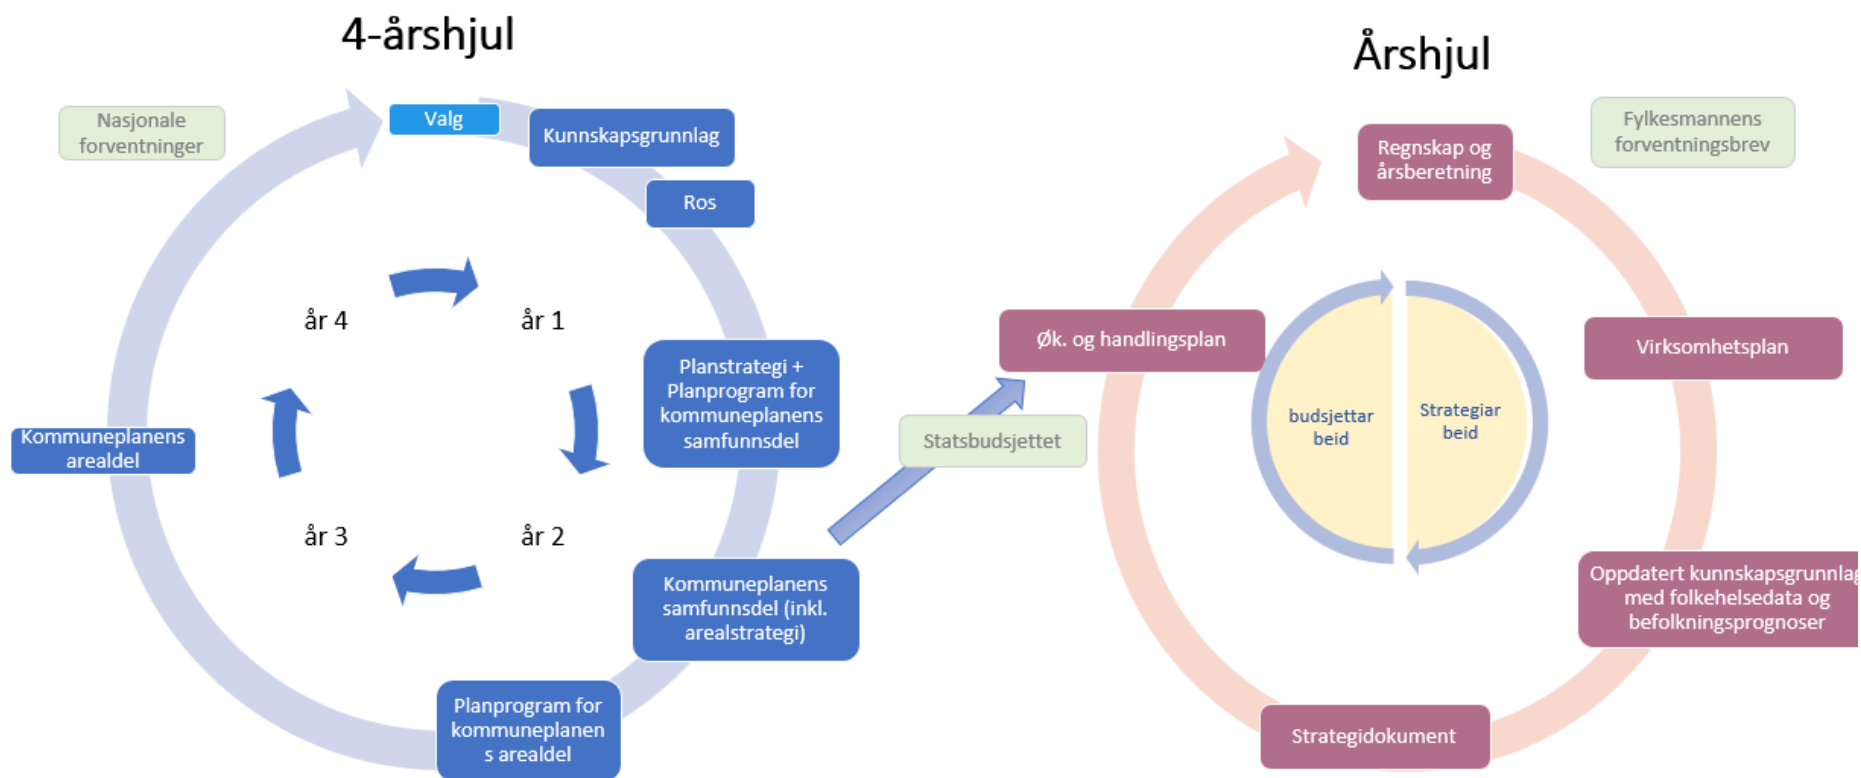 4-årshjul
Nasjonale
forventninger
Valg
Kunnskapsgrunnlag
Ros
år 4
år 1
Planstrategi +
Planprogram for
kommuneplanens
samfunnsdel
Kommuneplanens
arealdel
år 3
år 2
Kommuneplanens
samfunnsdel (inkl.
arealstrategi)
Planprogram for
kommuneplanen
s arealdel
Statsbudsjettet
Årshjul
Regnskap og
årsberetning
Fylkesmannens
forventningsbrev
Øk. og handlingsplan
Virksomhetsplan
budsjettar
beid
Strategiar
beid
Oppdatert kunnskapsgrunnlag
med folkehelsedata og
befolkningsprognoser
Strategidokument